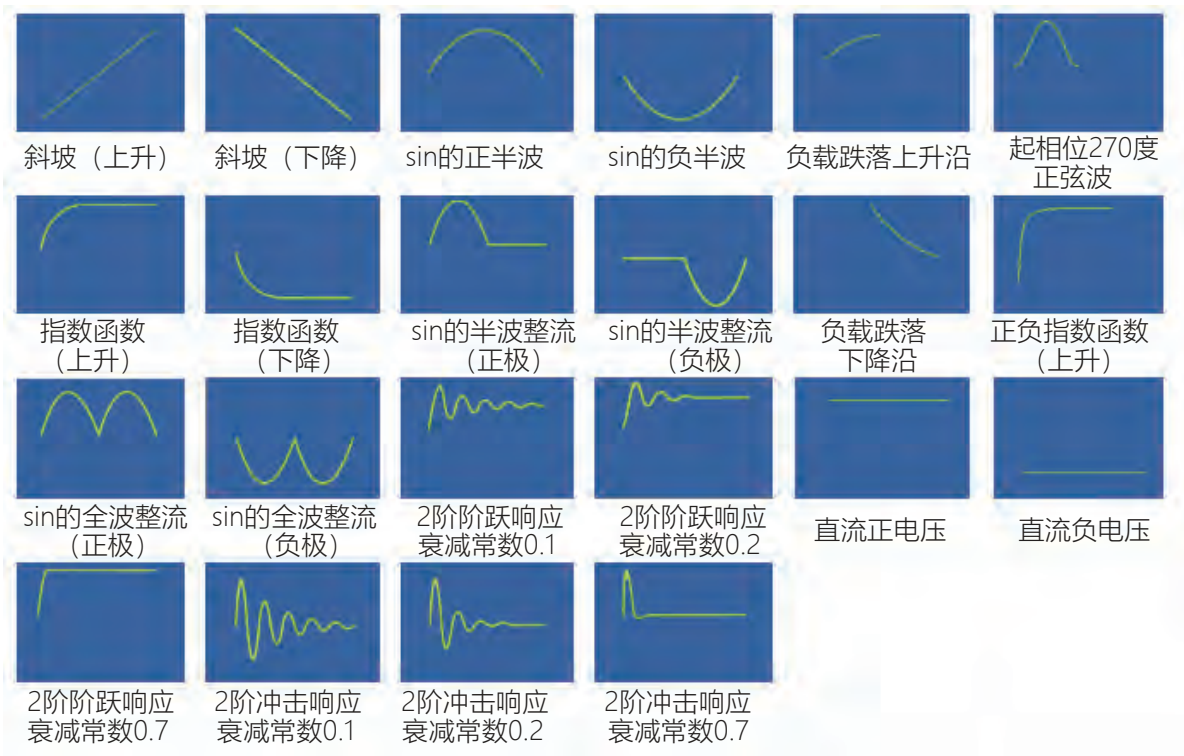 斜坡（上升）
斜坡（下降）
sin的正半波
sin的负半波
负载跌落上升沿
起相位270度
正弦波
指数函数
（上升）
指数函数
（下降）
sin的半波整流
（正极）
sin的半波整流
（负极）
负载跌落
下降沿
正负指数函数
（上升）
sin的全波整流
（正极）
sin的全波整流
（负极）
2阶阶跃响应
衰减常数0.1
2阶阶跃响应
衰减常数0.2
直流正电压
直流负电压
2阶阶跃响应
衰减常数0.7
2阶冲击响应
衰减常数0.1
2阶冲击响应
衰减常数0.2
2阶冲击响应
衰减常数0.7